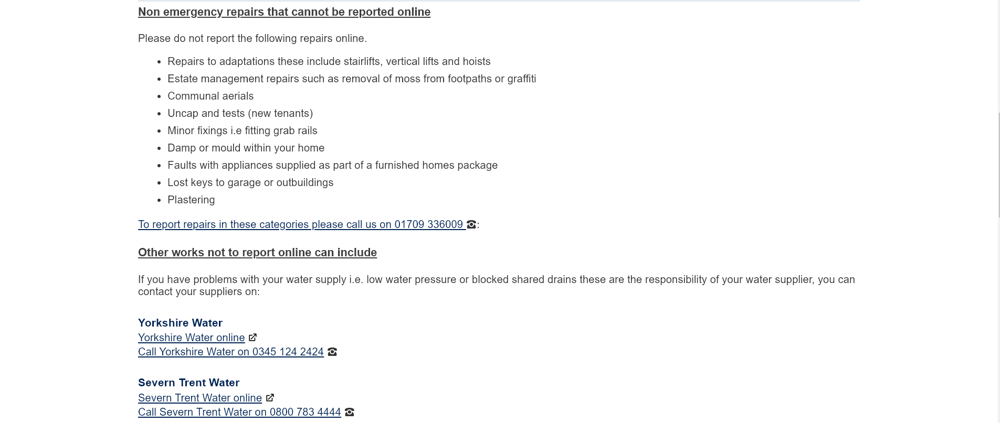 Non emergency repairs that cannot be reported online
Please do not report the following repairs online.
Repairs to adaptations these include stairlifts, vertical lifts and hoists
Estate management repairs such as removal of moss from footpaths or graffiti
Communal aerials
Uncap and tests (new tenants)
Minor fixings i.e fitting grab rails
Damp or mould within your home
Faults with appliances supplied as part of a furnished homes package
Lost keys to garage or outbuildings
Plastering
To report repairs in these categories please call us on 01709 336009 ☎:
Other works not to report online can include
If you have problems with your water supply i.e. low water pressure or blocked shared drains these are the responsibility of your water supplier, you can
contact your suppliers on:
Yorkshire Water
Yorkshire Water online
Call Yorkshire Water on 0345 124 2424 ☎
Severn Trent Water
Severn Trent Water online
Call Severn Trent Water on 0800 783 4444 ☎